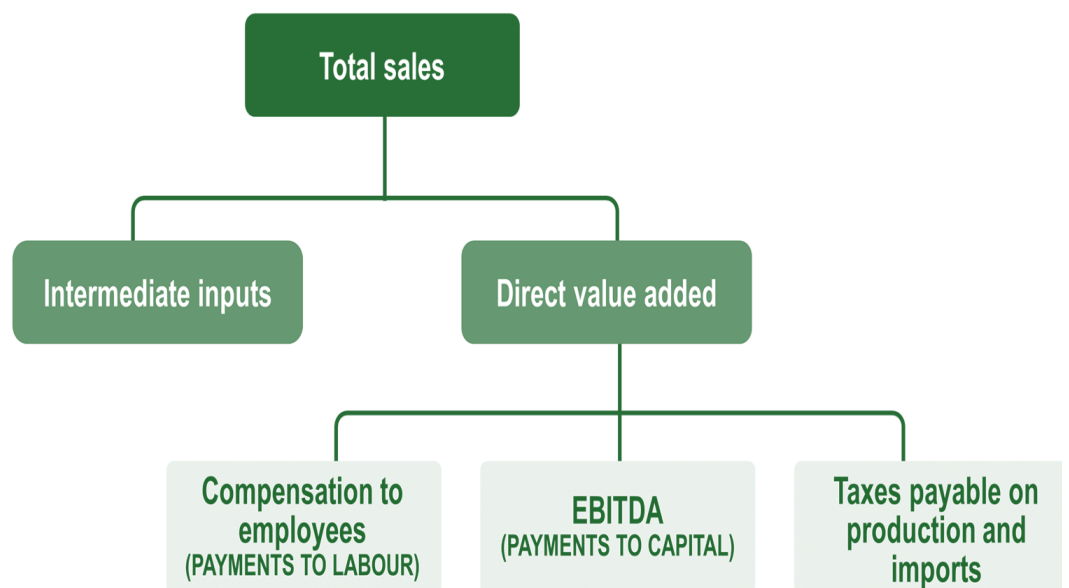 Total sales
Intermediate inputs
Direct value added
Compensation to
employees
(PAYMENTS TO LABOUR)
EBITDA
(PAYMENTS TO CAPITAL)
Taxes payable on
production and
imports